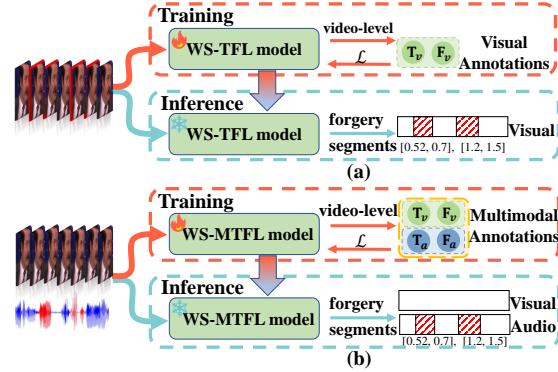 Training
WS-TFL model
video-level
ℒ
T_v F_v
Visual
Annotations
Inference
WS-TFL model
forgery
segments
Visual
[0.52, 0.7], [1.2, 1.5]
(a)
Training
WS-MTFL model
video-level
ℒ
T_v F_v
T_a F_a
Multimodal
Annotations
Inference
WS-MTFL model
forgery
segments
Visual
Audio
[0.52, 0.7], [1.2, 1.5]
(b)